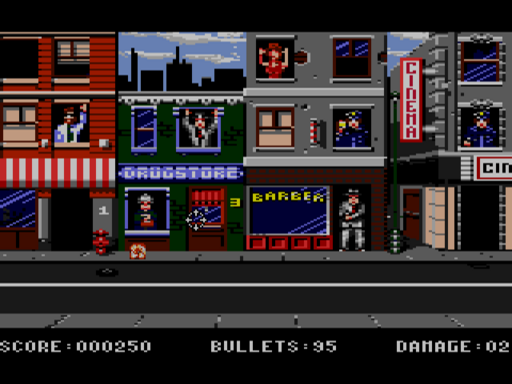 CINEMA
CIN
DRUGSTORE
1
3
BARBER
SCORE:000250 BULLETS:95 DAMAGE:02